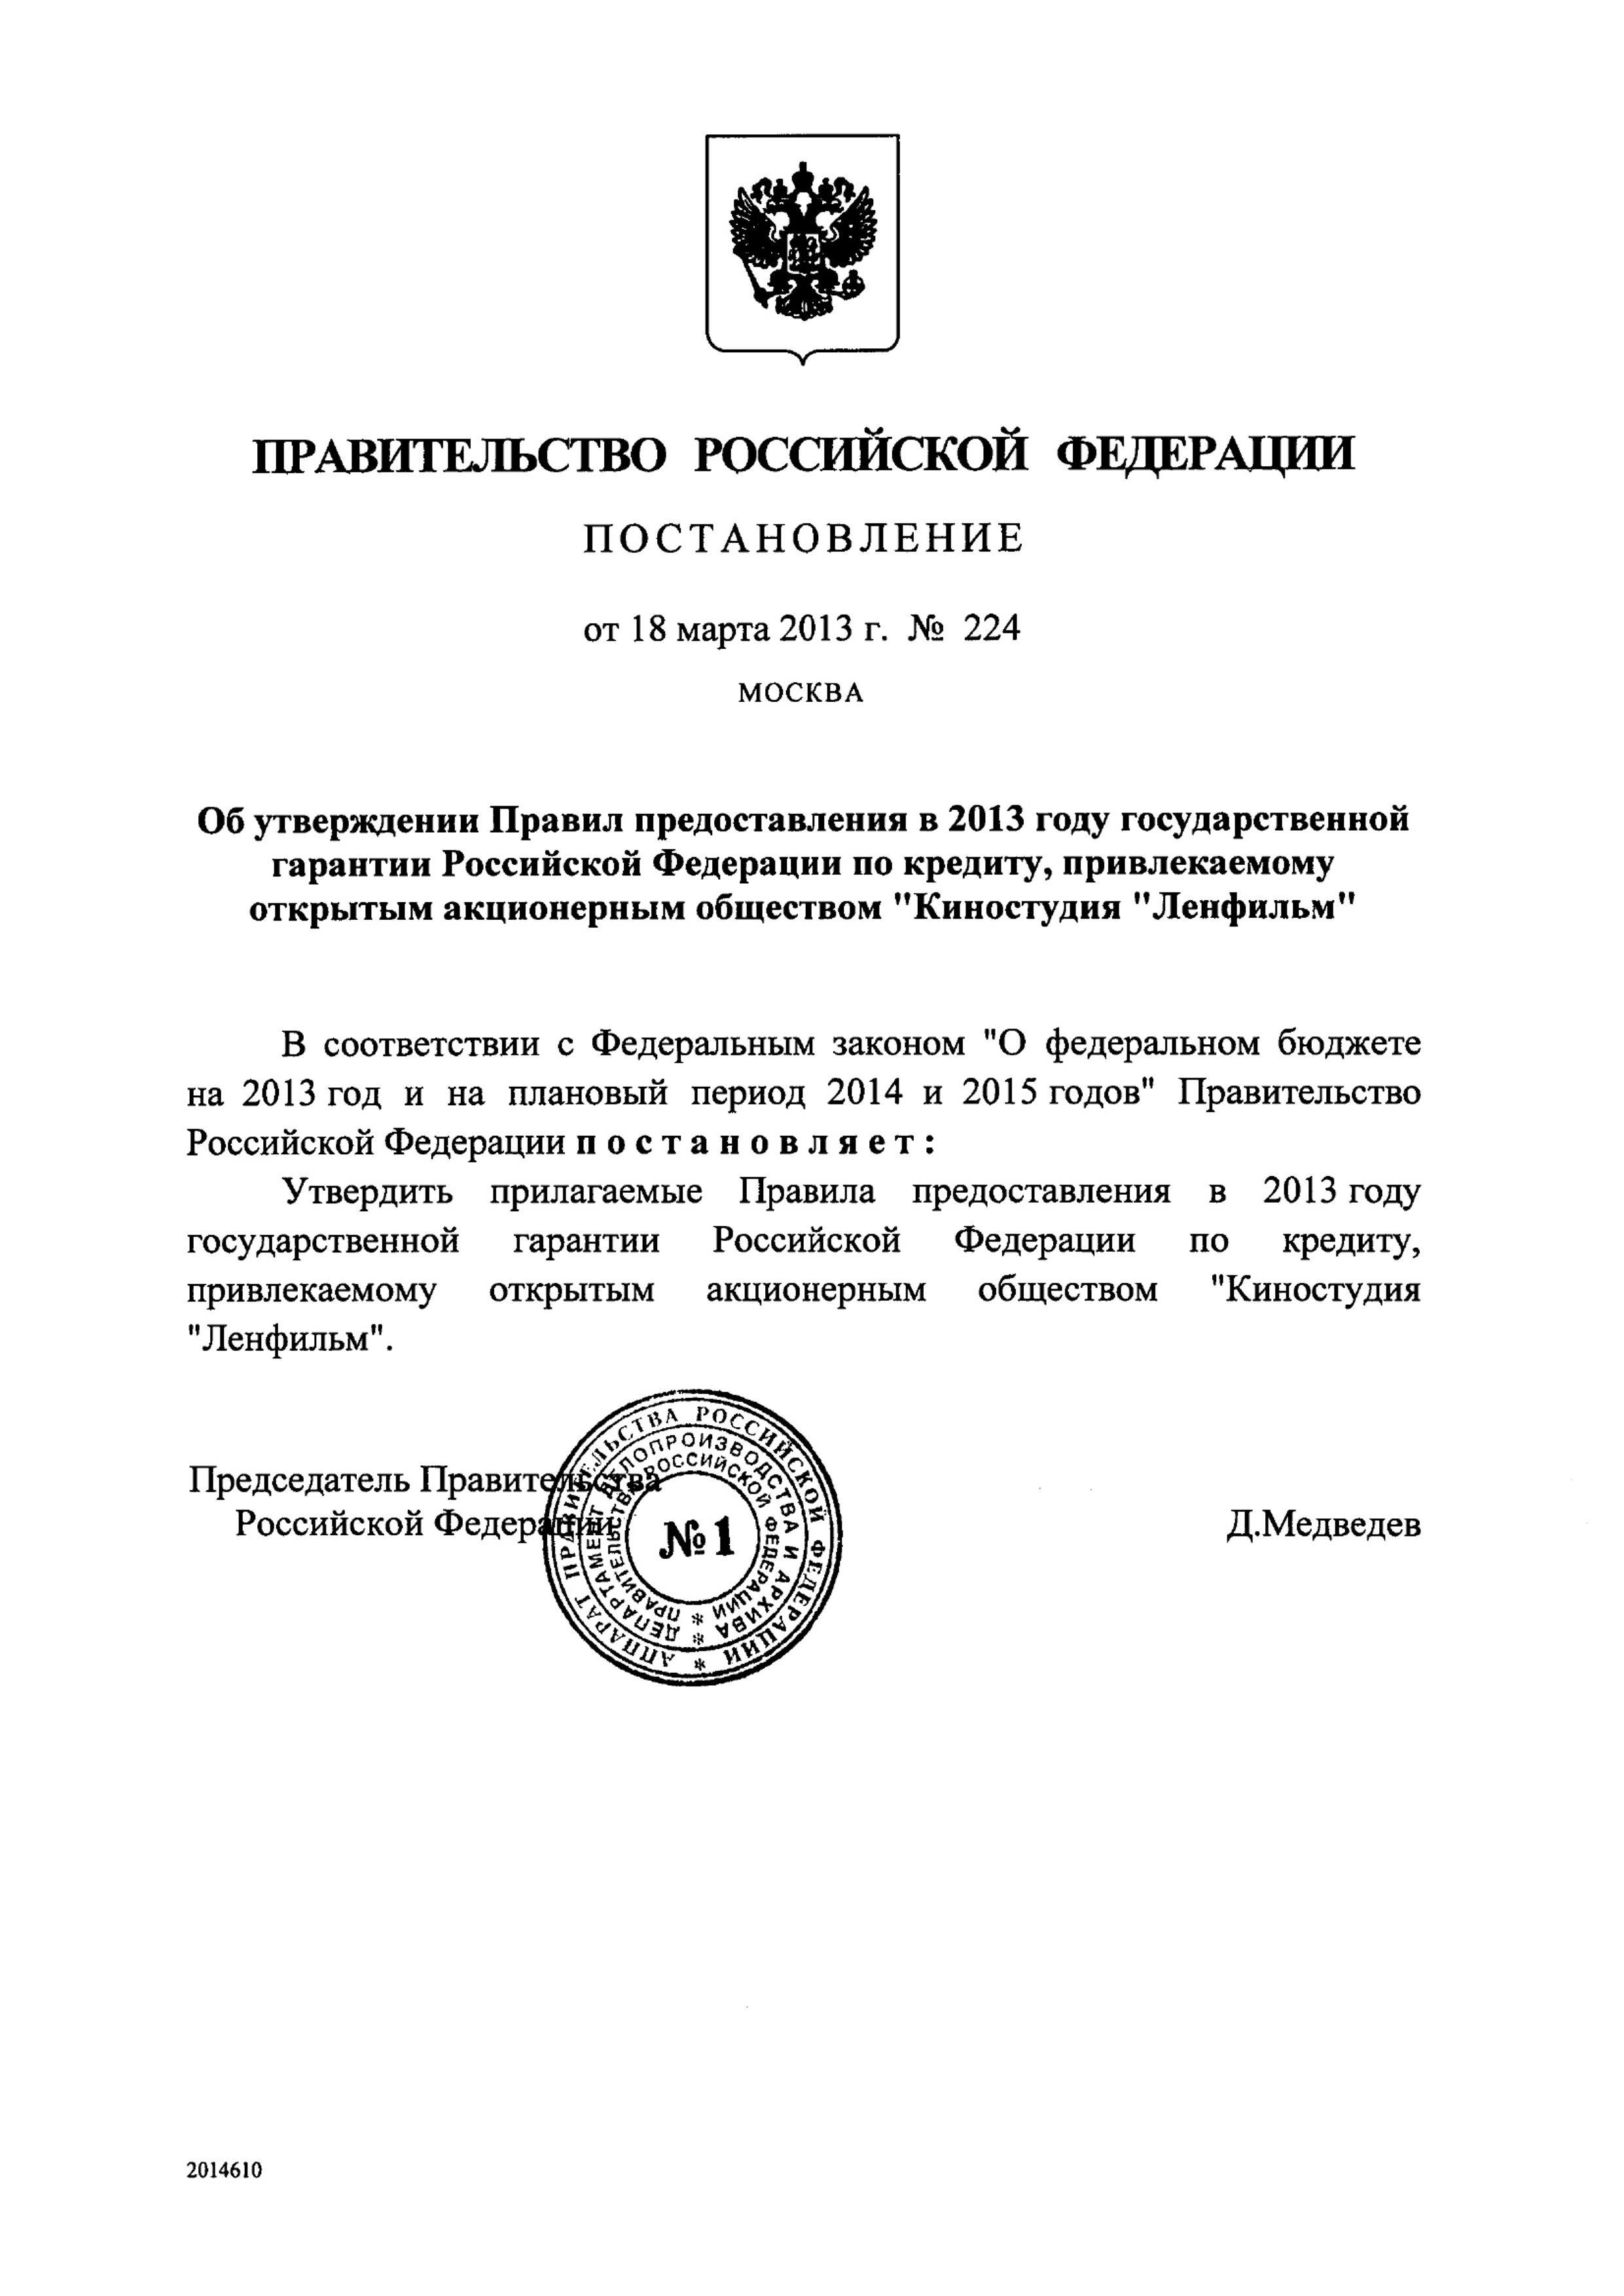 ПРАВИТЕЛЬСТВО РОССИЙСКОЙ ФЕДЕРАЦИИ
ПОСТАНОВЛЕНИЕ
от 18 марта 2013 г. № 224
МОСКВА
Об утверждении Правил предоставления в 2013 году государственной
гарантии Российской Федерации по кредиту, привлекаемому
открытым акционерным обществом "Киностудия "Ленфильм"
В соответствии с Федеральным законом "О федеральном бюджете
на 2013 год и на плановый период 2014 и 2015 годов" Правительство
Российской Федерации постановляет:
Утвердить прилагаемые Правила предоставления в 2013 году
государственной гарантии Российской Федерации по кредиту,
привлекаемому открытым акционерным обществом "Киностудия
"Ленфильм".
Председатель Правительства
Российской Федерации
Д.Медведев
АППАРАТ ПРАВИТЕЛЬСТВА РОССИЙСКОЙ ФЕДЕРАЦИИ *
ДЕПАРТАМЕНТ ДЕЛОПРОИЗВОДСТВА И АРХИВА *
ПРАВИТЕЛЬСТВА РОССИЙСКОЙ ФЕДЕРАЦИИ *
№1
2014610